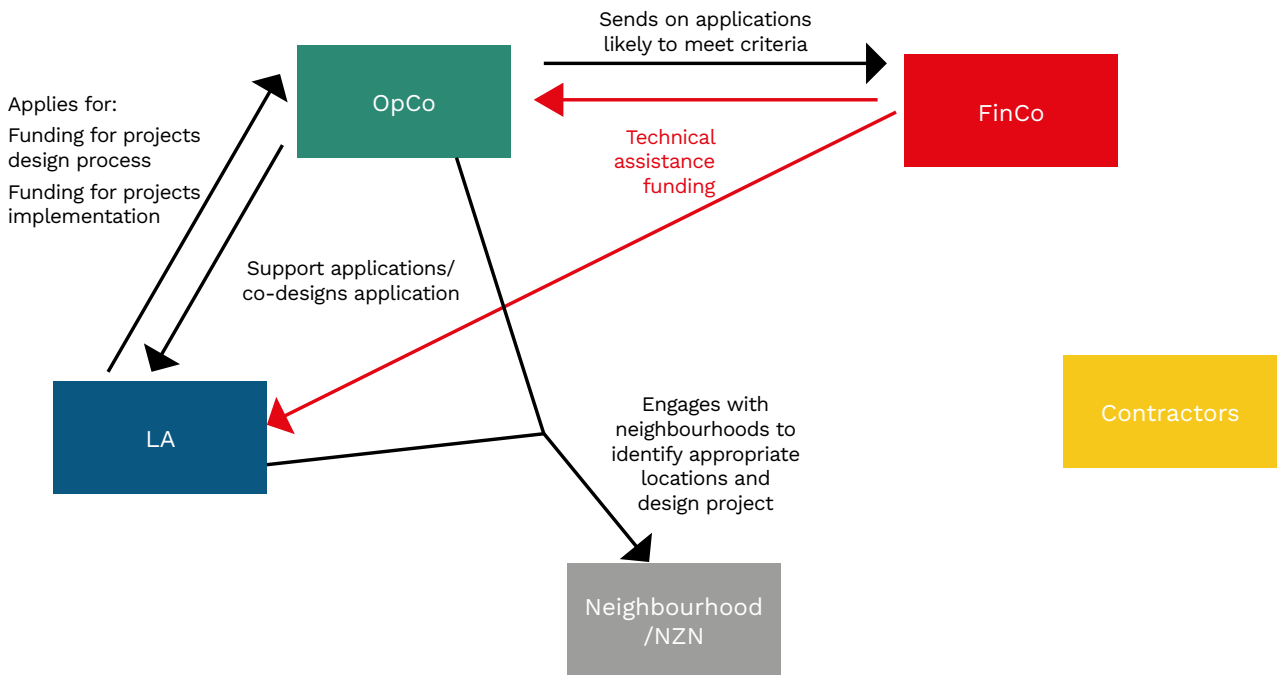 Sends on applications
likely to meet criteria
Applies for:
Funding for projects
design process
Funding for projects
implementation
OpCo
FinCo
Technical
assistance
funding
Support applications/
co-designs application
LA
Engages with
neighbourhoods to
identify appropriate
locations and
design project
Contractors
Neighbourhood
/NZN